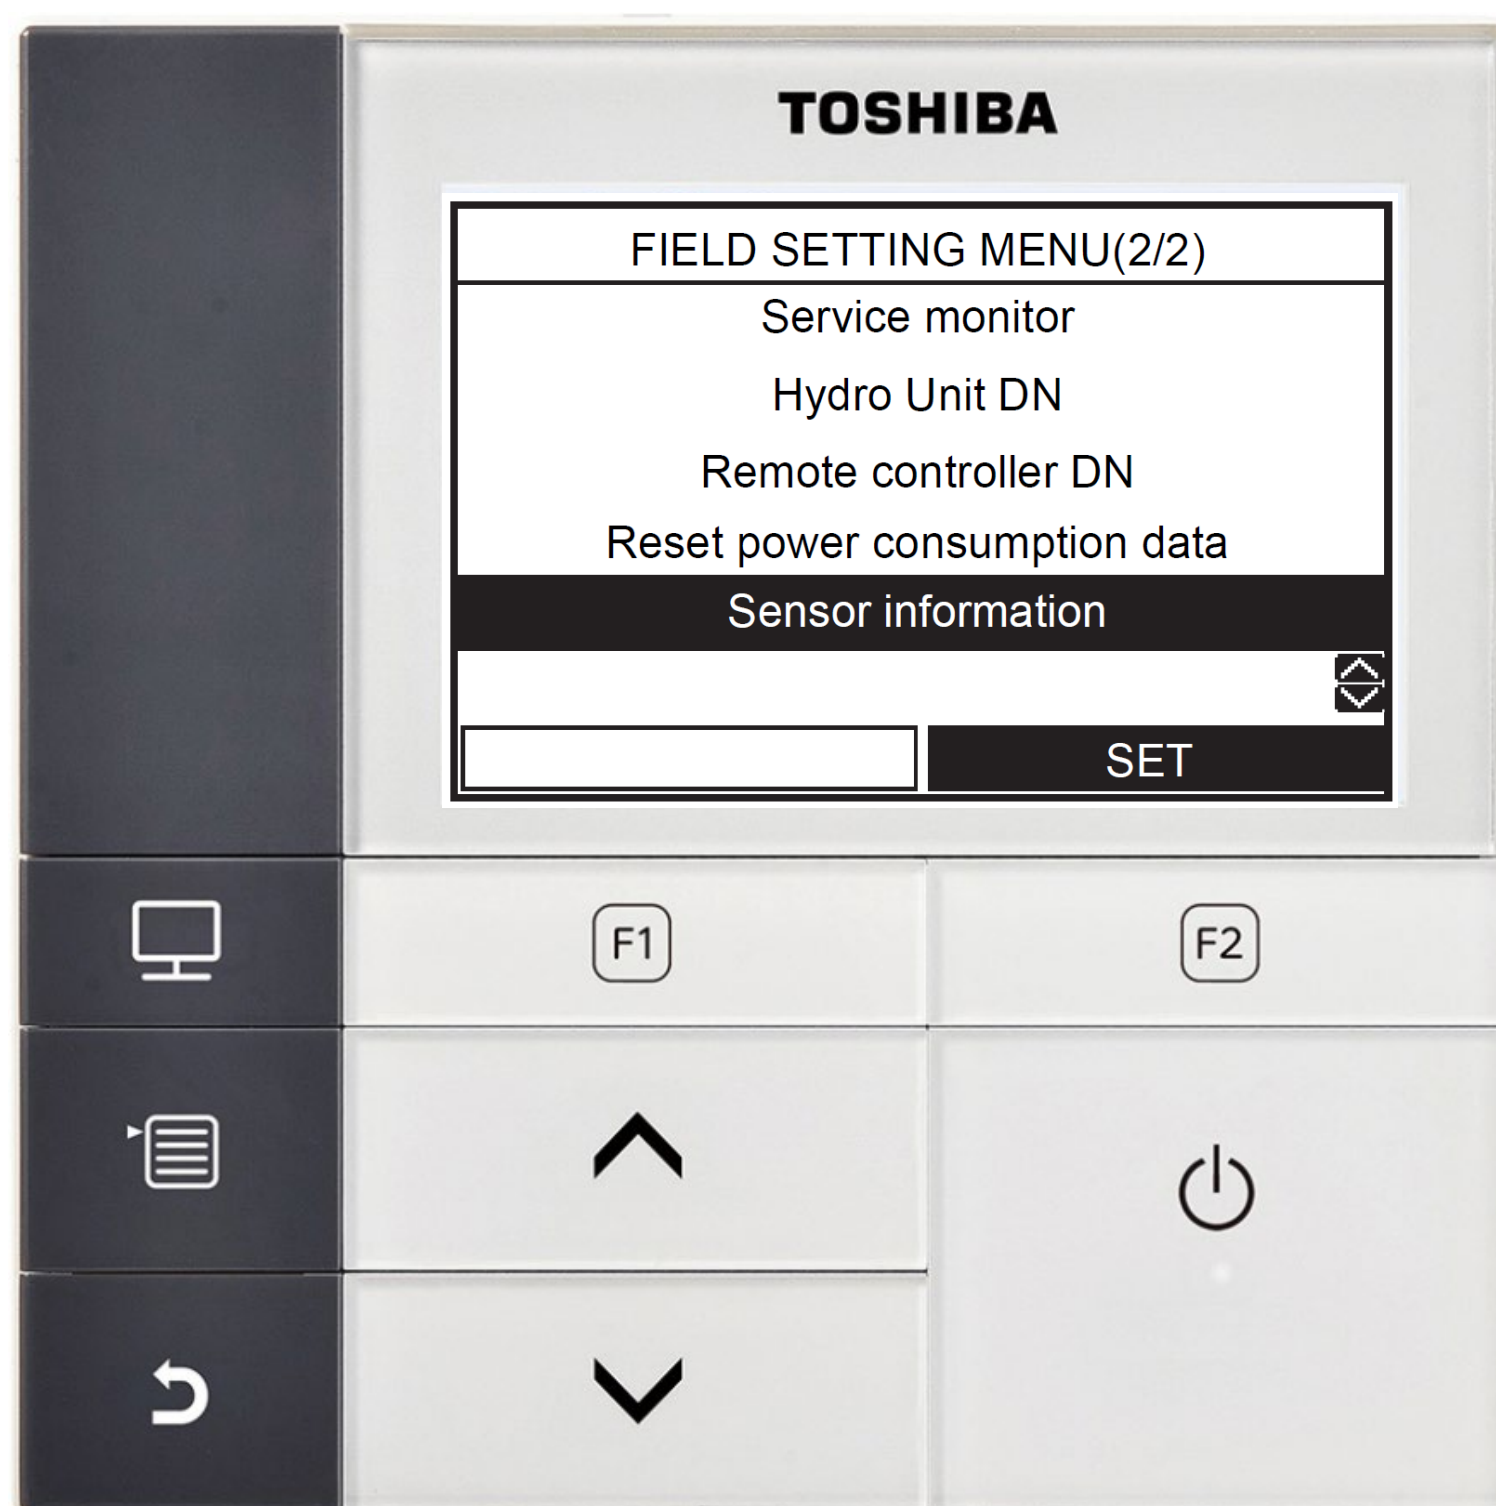 TOSHIBA
FIELD SETTING MENU(2/2)
Service monitor
Hydro Unit DN
Remote controller DN
Reset power consumption data
Sensor information
SET
F1
F2